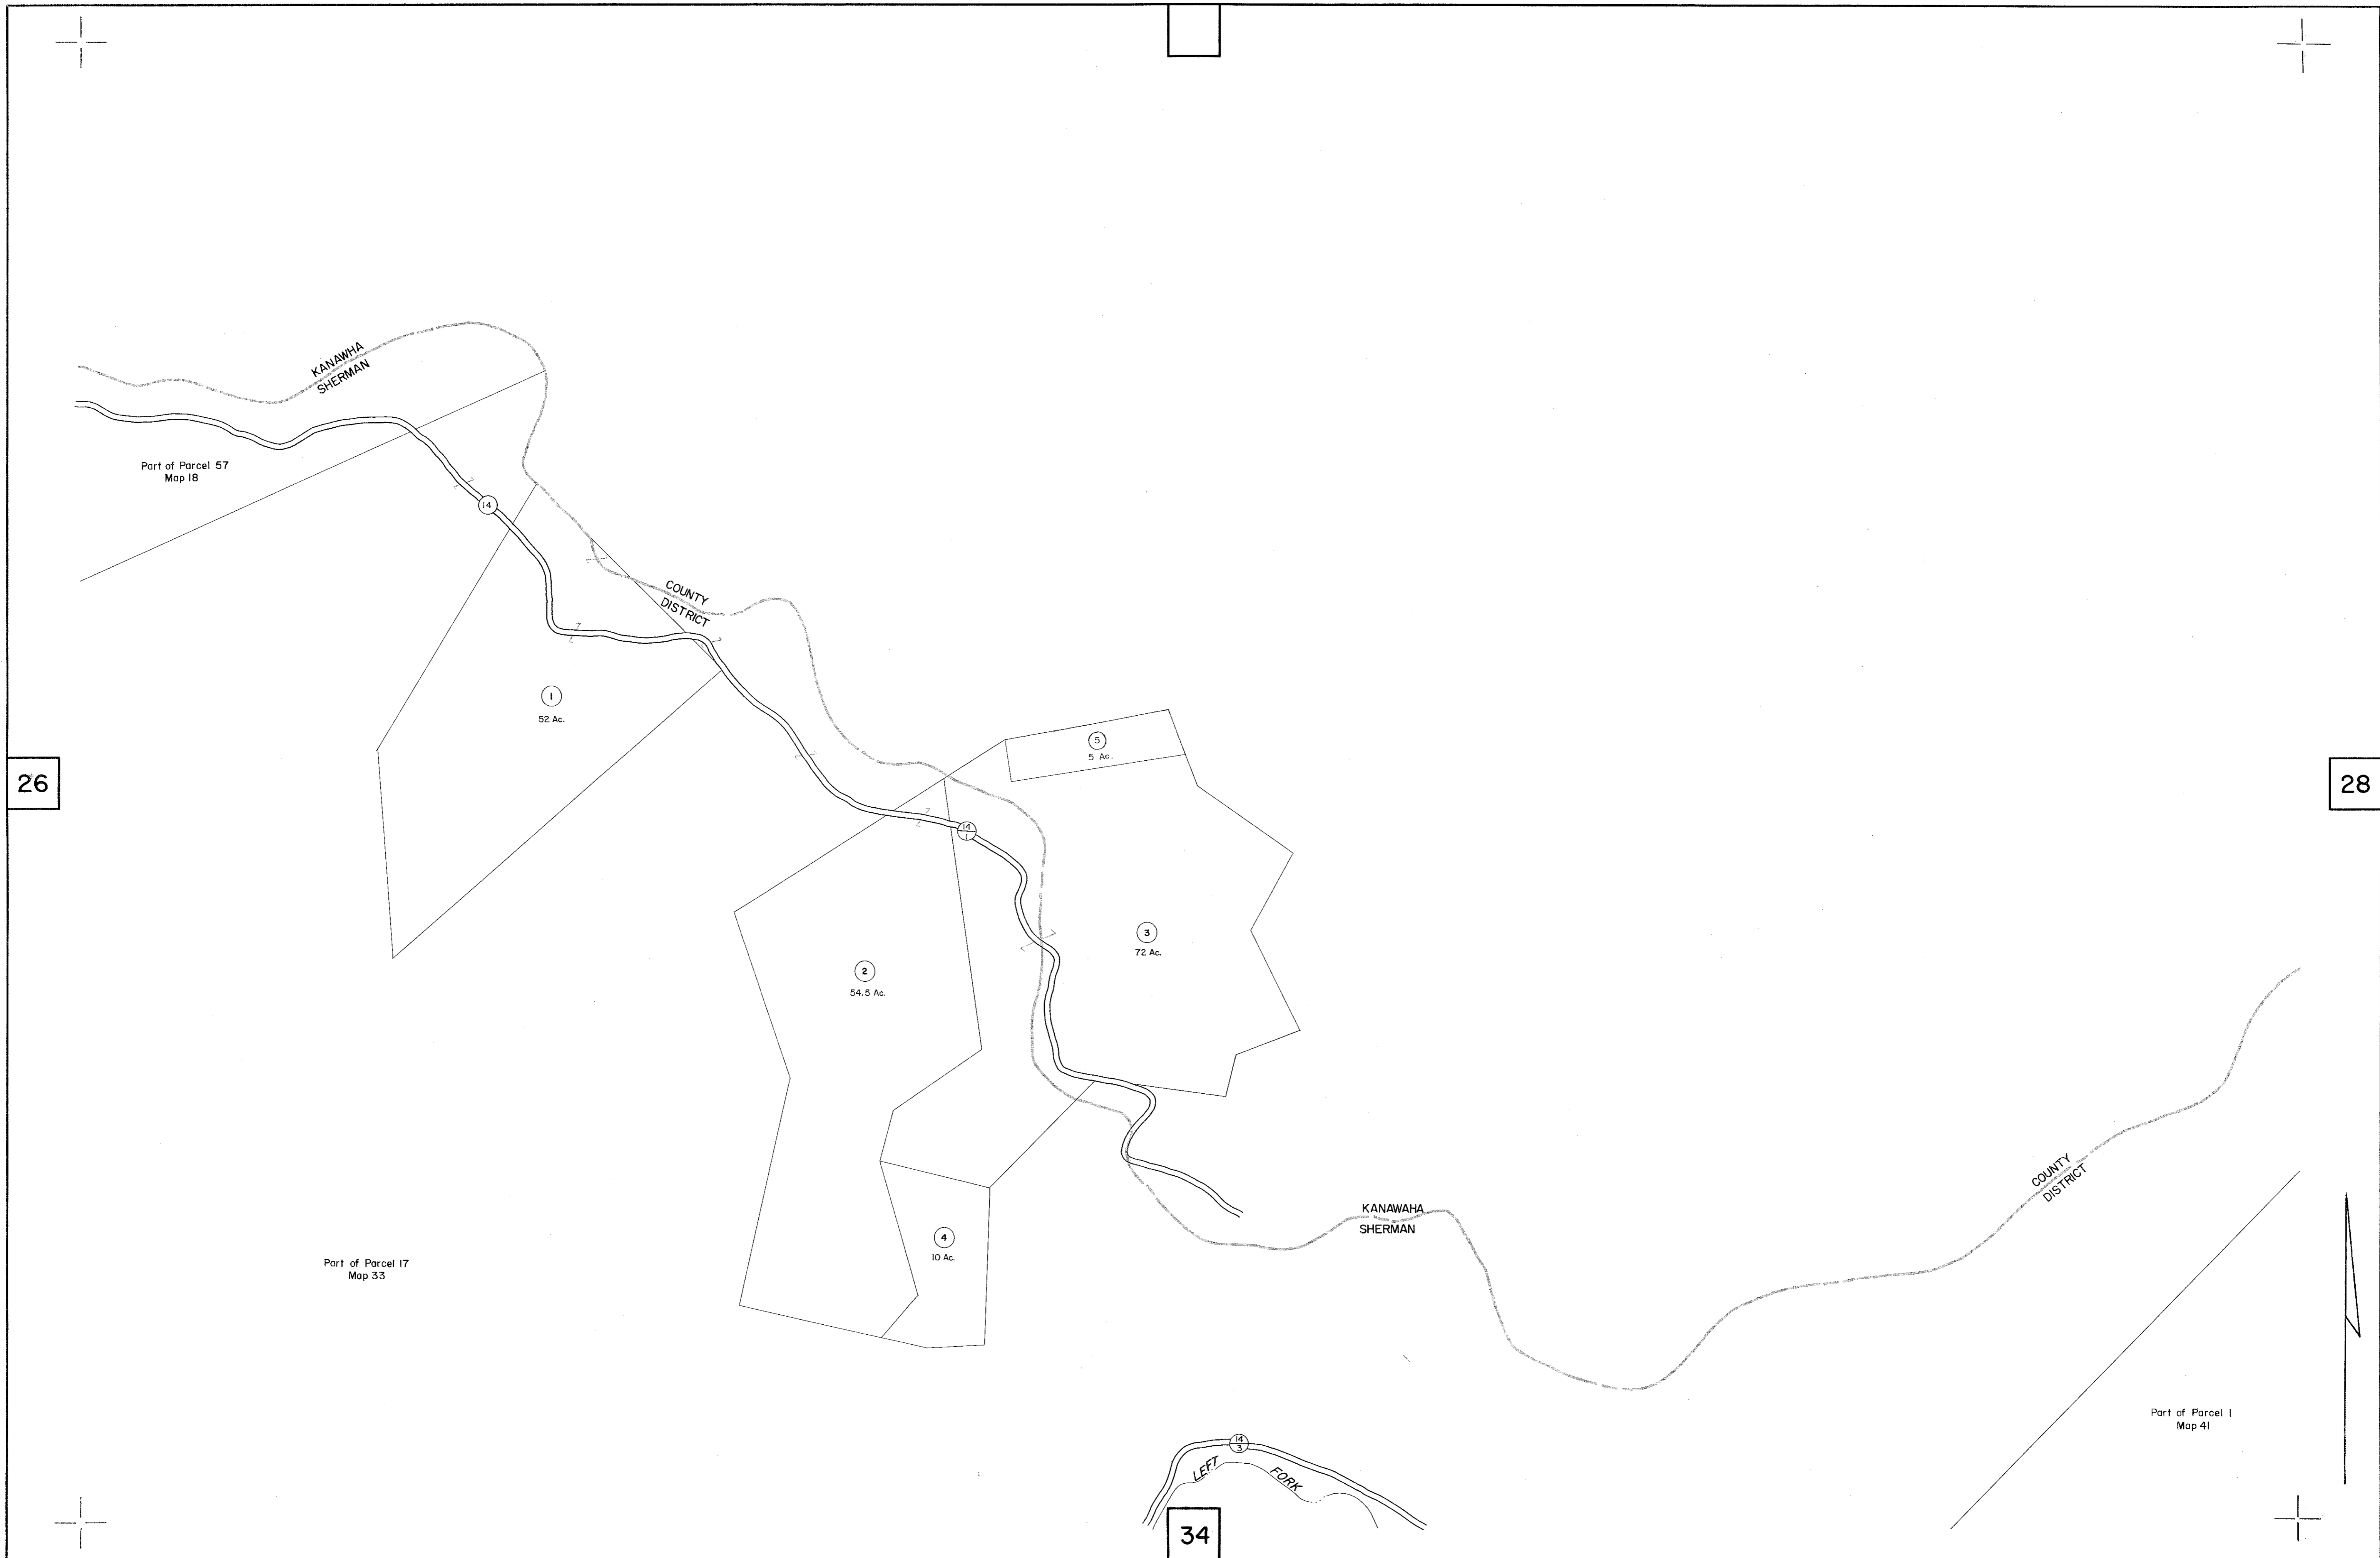 KANAWHA
SHERMAN
Part of Parcel 57
Map 18
14
COUNTY
DISTRICT
1
52 Ac.
5
5 Ac.
26
28
14
1
3
72 Ac.
2
54.5 Ac.
COUNTY
DISTRICT
KANAWAHA
SHERMAN
4
10 Ac.
Part of Parcel 17
Map 33
Part of Parcel 1
Map 41
14
3
LEFT FORK
34